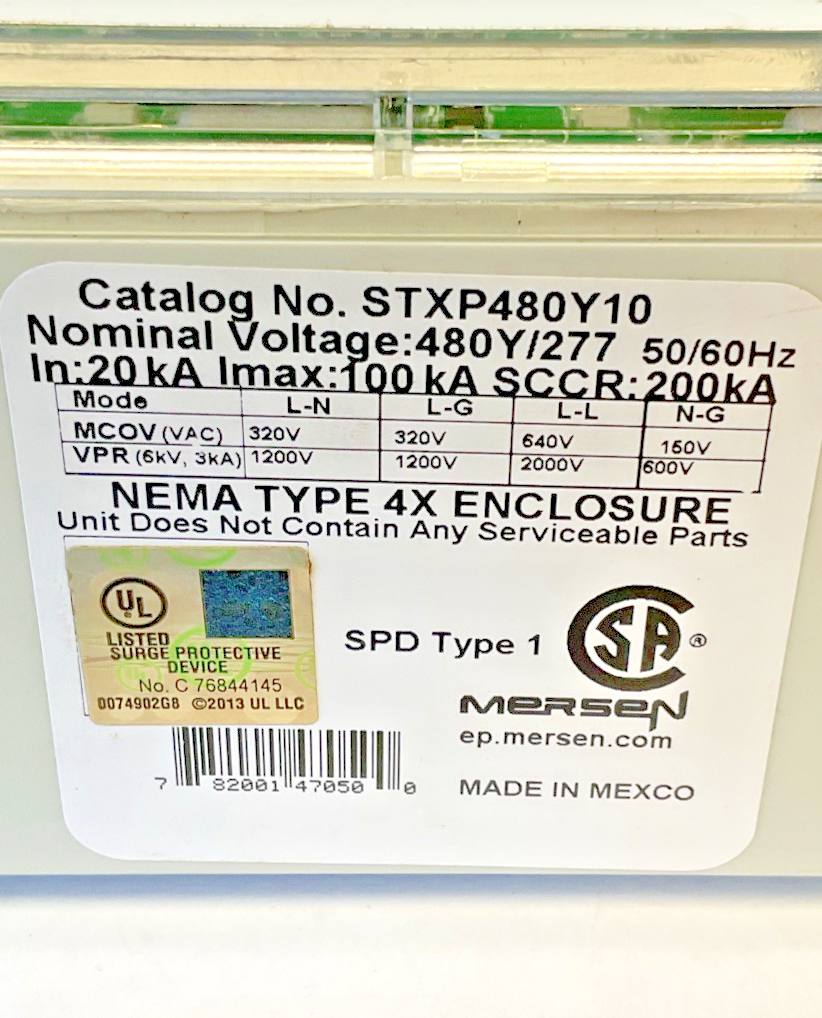 Catalog No. STXP480Y10
Nominal Voltage:480Y/277 50/60Hz
In:20 kA Imax:100 kA SCCR:200kA
Mode L-N L-G L-L N-G
MCOV (VAC) 320V 320V 640V 150V
VPR (6kV, 3kA) 1200V 1200V 2000V 600V
NEMA TYPE 4X ENCLOSURE
Unit Does Not Contain Any Serviceable Parts
UL
LISTED
SURGE PROTECTIVE
DEVICE
No. C 76844145
0074902G8 ©2013 UL LLC
SPD Type 1
SA ®
MERSEN
ep.mersen.com
7 82001 47050 0
MADE IN MEXCO